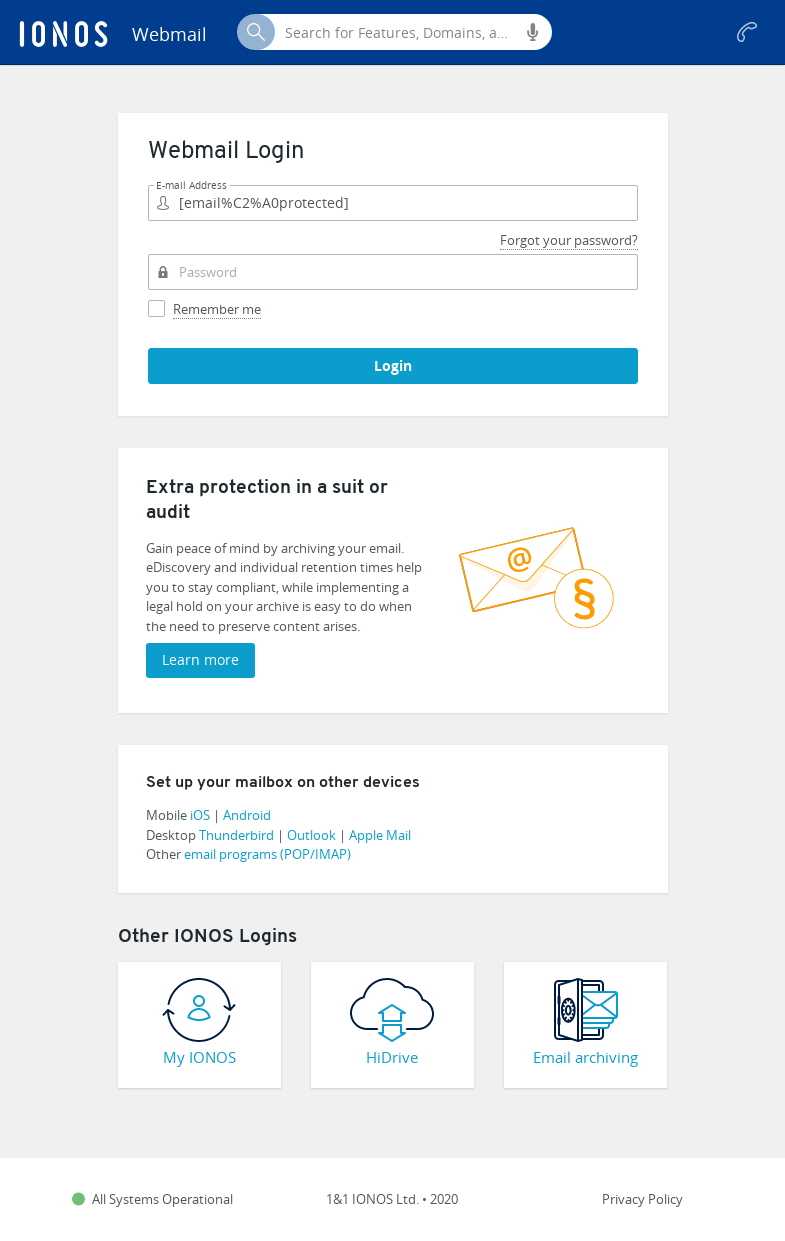 IONOS Webmail Search for Features, Domains, a...
Webmail Login
E-mail Address
[email%C2%A0protected]
Forgot your password?
Password
Remember me
Login
Extra protection in a suit or
audit
Gain peace of mind by archiving your email.
eDiscovery and individual retention times help
you to stay compliant, while implementing a
legal hold on your archive is easy to do when
the need to preserve content arises.
Learn more
@
§
Set up your mailbox on other devices
Mobile iOS | Android
Desktop Thunderbird | Outlook | Apple Mail
Other email programs (POP/IMAP)
Other IONOS Logins
My IONOS HiDrive Email archiving
All Systems Operational 1&1 IONOS Ltd. • 2020 Privacy Policy